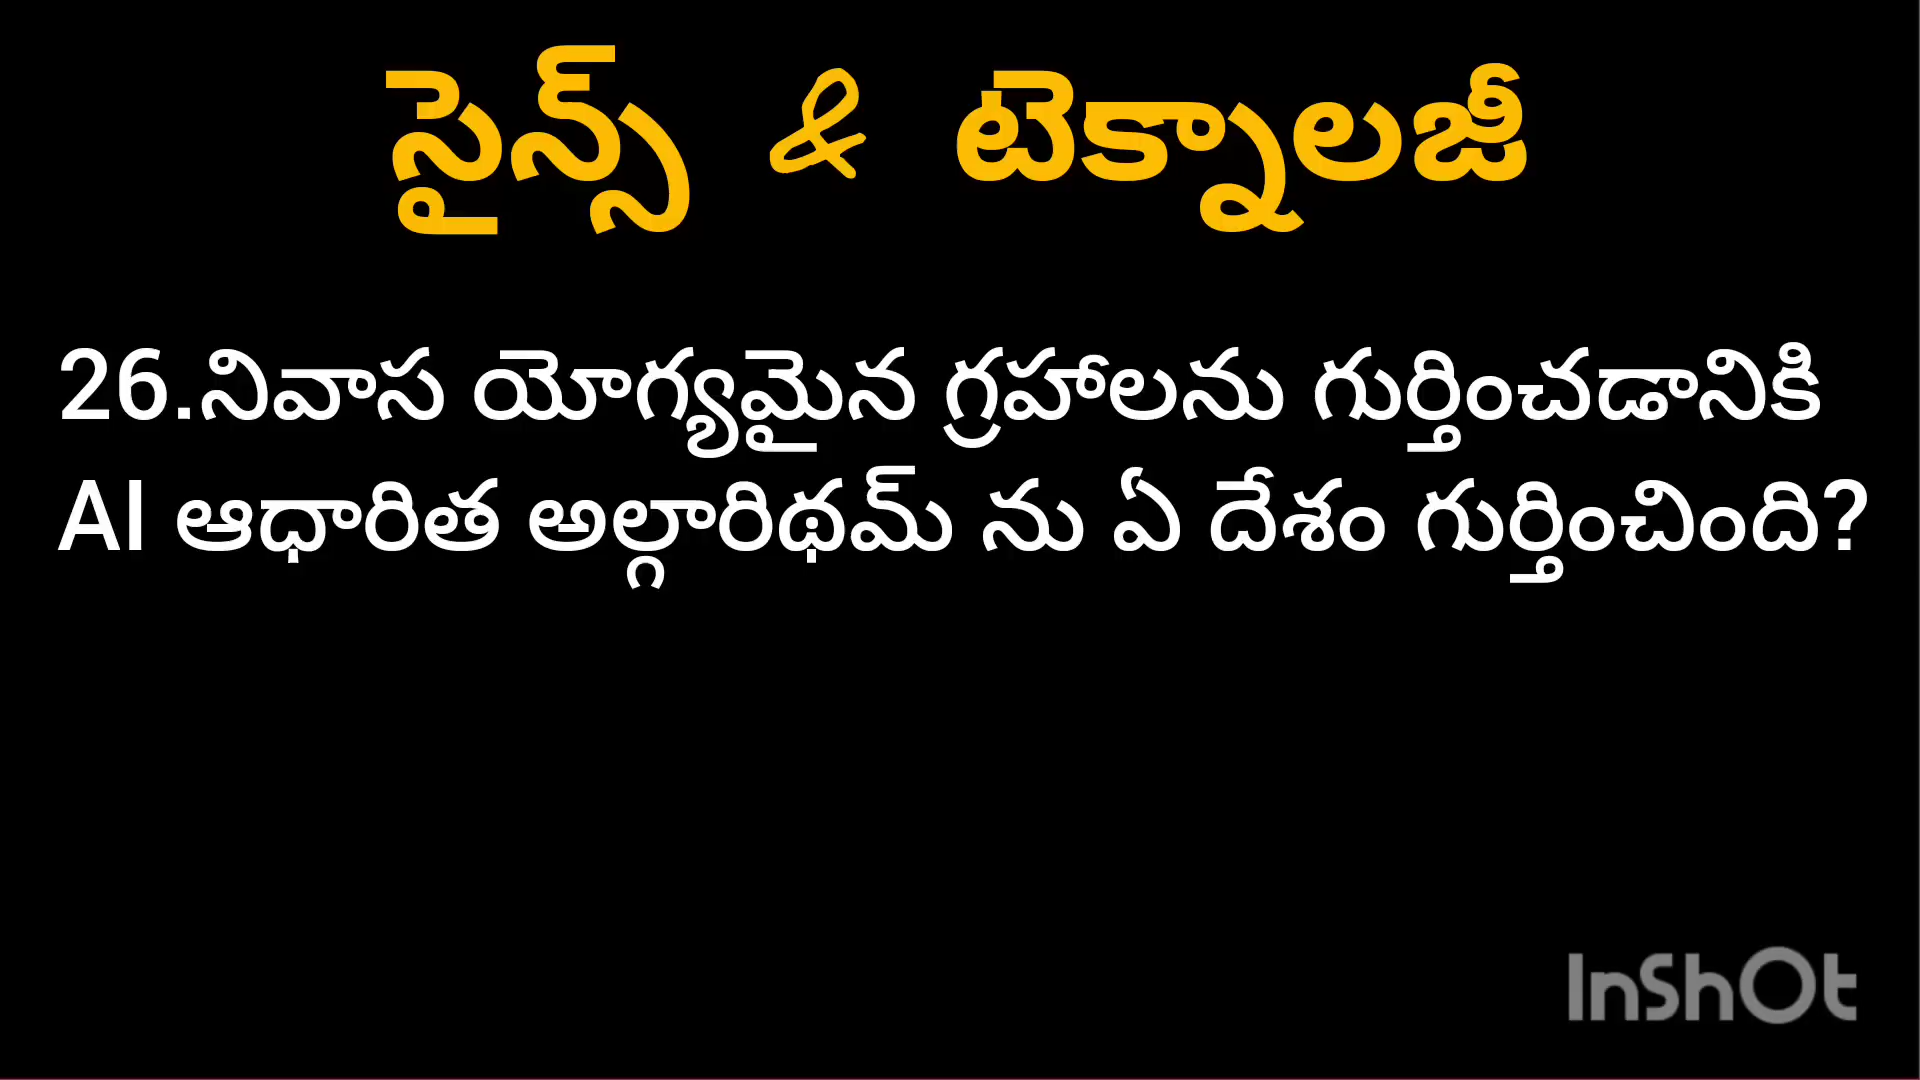 సైన్స్ & టెక్నాలజీ
26.నివాస యోగ్యమైన గ్రహాలను గుర్తించడానికి
AI ఆధారిత అల్గారిథమ్ ను ఏ దేశం గుర్తించింది?
InShOt